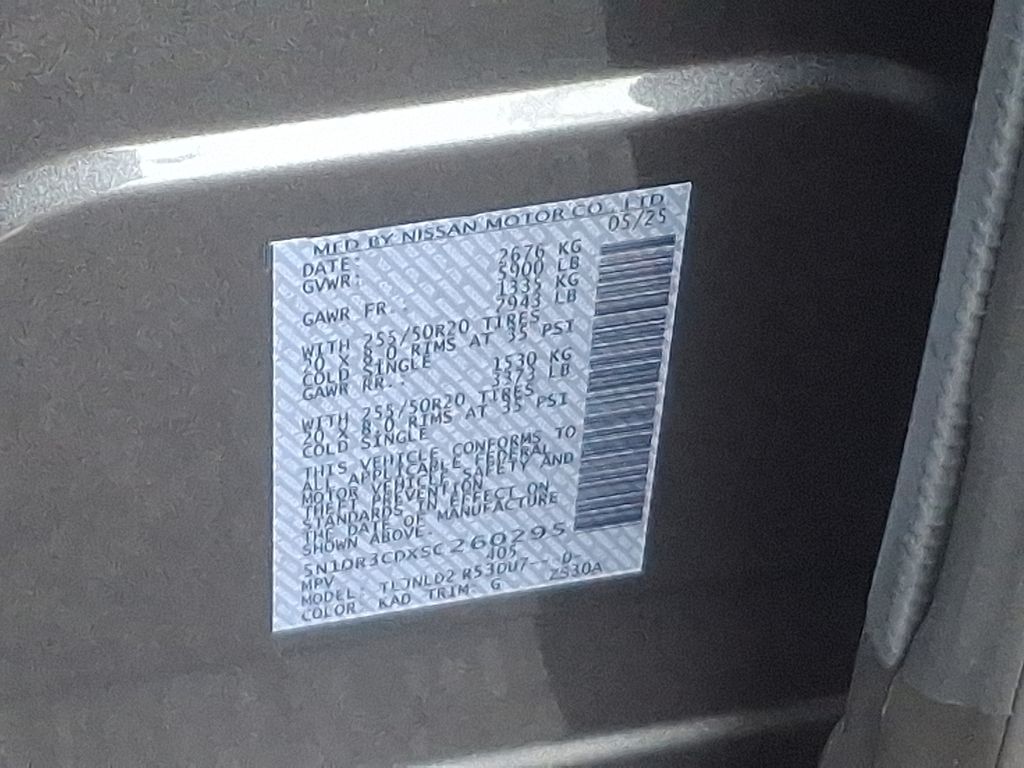 MFD BY NISSAN MOTOR CO., LTD
DATE: 05/25
GVWR: 2676 KG
5900 LB
GAWR FR.: 1335 KG
2943 LB
WITH 255/50R20 TIRES
20 X 8.0 RIMS AT 35 PSI
COLD SINGLE
GAWR RR.: 1530 KG
3373 LB
WITH 255/50R20 TIRES
20 X 8.0 RIMS AT 35 PSI
COLD SINGLE
THIS VEHICLE CONFORMS TO
ALL APPLICABLE FEDERAL
MOTOR VEHICLE SAFETY AND
THEFT PREVENTION
STANDARDS IN EFFECT ON
THE DATE OF MANUFACTURE
SHOWN ABOVE.
5N1DR3CDXSC260295
MPV 405
MODEL: TLJNLD2 R53DU7---D-
COLOR KAD TRIM G ZS30A